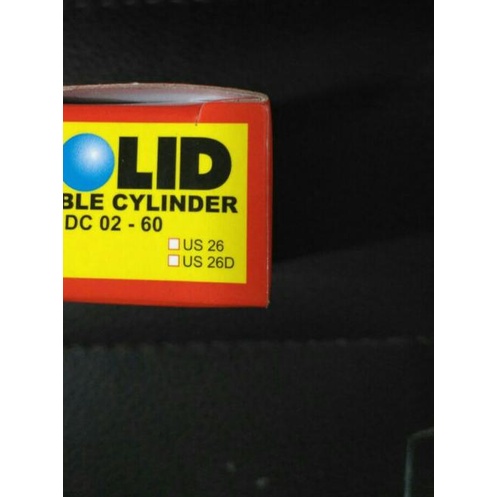 OLID
BLE CYLINDER
DC 02 - 60
US 26
US 26D